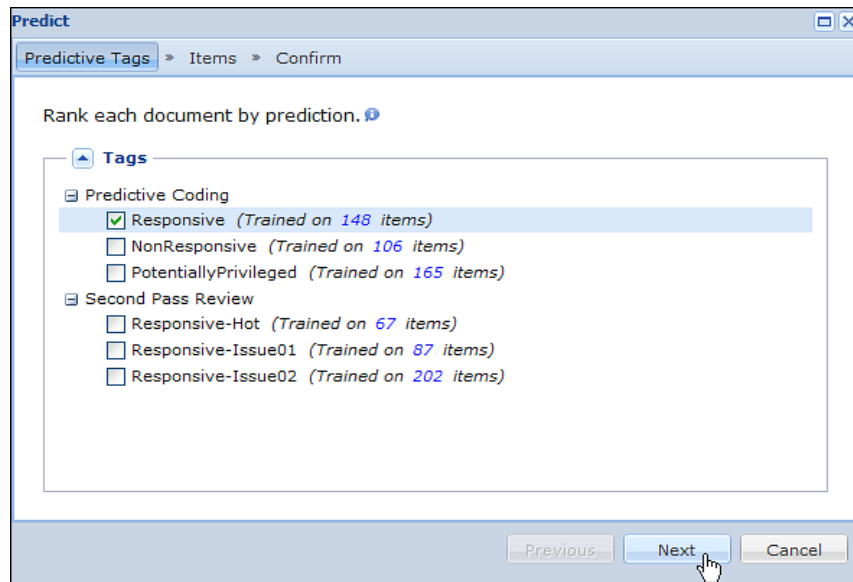 Predict
Predictive Tags » Items » Confirm
Rank each document by prediction.
Tags
Predictive Coding
Responsive (Trained on 148 items)
NonResponsive (Trained on 106 items)
PotentiallyPrivileged (Trained on 165 items)
Second Pass Review
Responsive-Hot (Trained on 67 items)
Responsive-Issue01 (Trained on 87 items)
Responsive-Issue02 (Trained on 202 items)
Previous Next Cancel